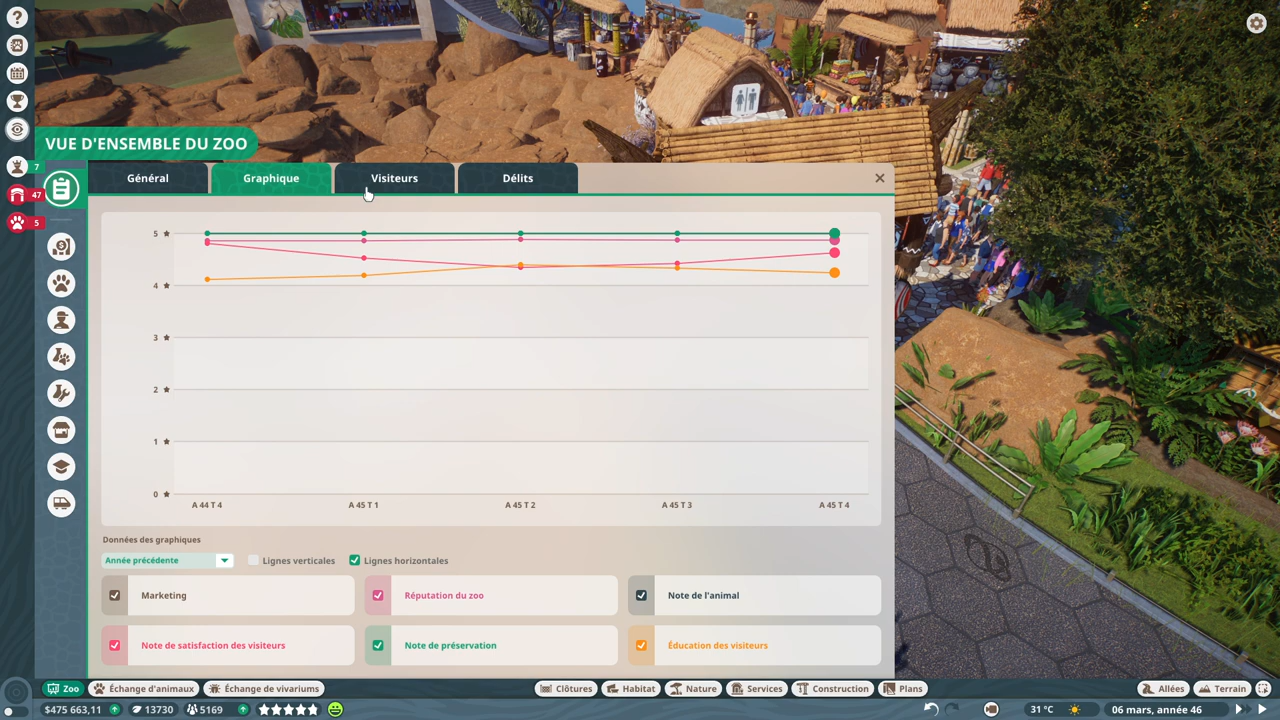 VUE D'ENSEMBLE DU ZOO
7
47
5
Général
Graphique
Visiteurs
Délits
5
4
3
2
1
0
A 44 T 4
A 45 T 1
A 45 T 2
A 45 T 3
A 45 T 4
Données des graphiques
Année précédente
Lignes verticales
Lignes horizontales
Marketing
Réputation du zoo
Note de l'animal
Note de satisfaction des visiteurs
Note de préservation
Éducation des visiteurs
Zoo
Échange d'animaux
Échange de vivariums
Clôtures
Habitat
Nature
Services
Construction
Plans
Allées
Terrain
$475 663,11
13730
5169
31 °C
06 mars, année 46